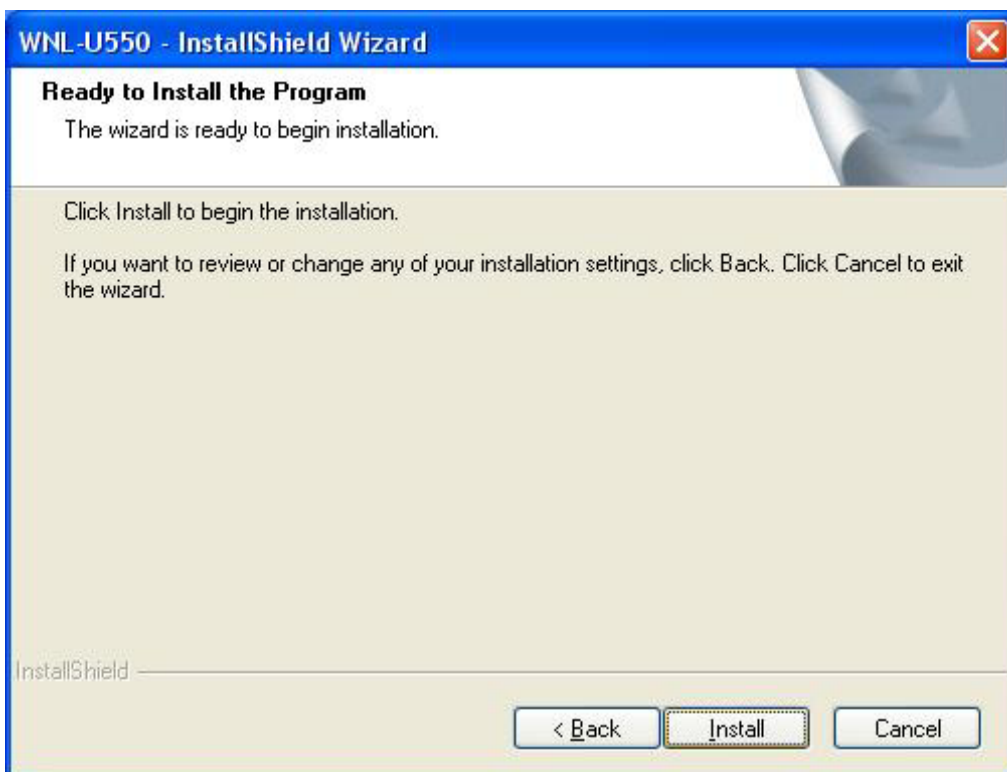 WNL-U550 - InstallShield Wizard
Ready to Install the Program
The wizard is ready to begin installation.
Click Install to begin the installation.
If you want to review or change any of your installation settings, click Back. Click Cancel to exit
the wizard.
InstallShield
< Back Install Cancel